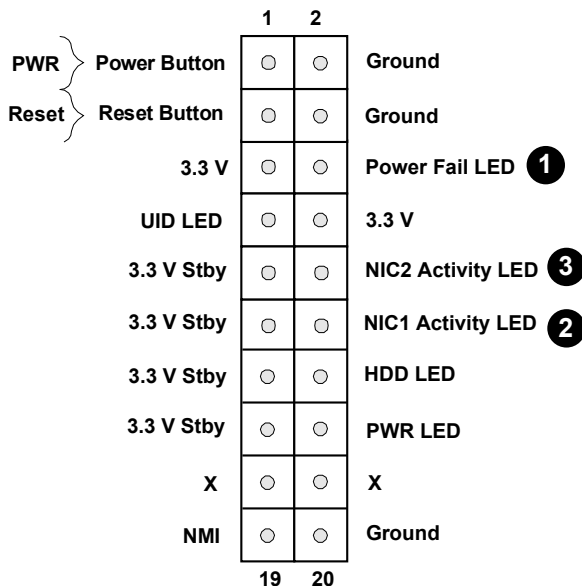 1 2
PWR Power Button Ground
Reset Reset Button Ground
3.3 V Power Fail LED 1
UID LED 3.3 V
3.3 V Stby NIC2 Activity LED 3
3.3 V Stby NIC1 Activity LED 2
3.3 V Stby HDD LED
3.3 V Stby PWR LED
X X
NMI Ground
19 20